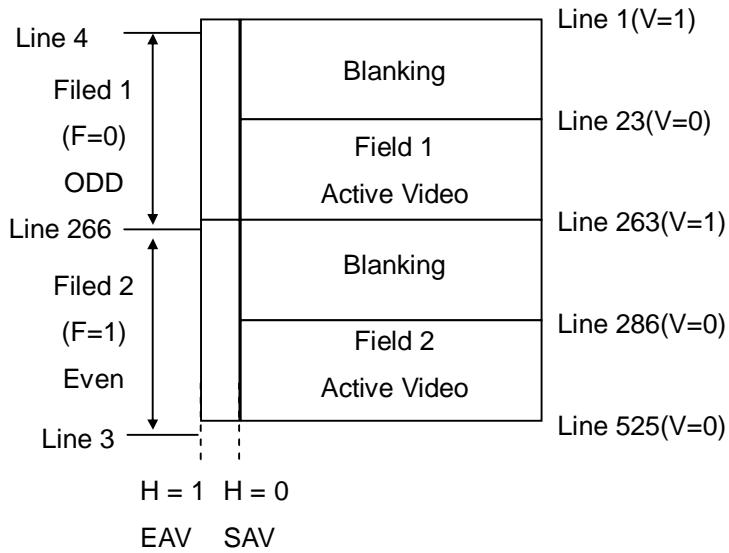 Line 4
Filed 1
(F=0)
ODD
Line 266
Filed 2
(F=1)
Even
Line 3
Blanking
Field 1
Active Video
Blanking
Field 2
Active Video
Line 1(V=1)
Line 23(V=0)
Line 263(V=1)
Line 286(V=0)
Line 525(V=0)
H = 1 H = 0
EAV SAV